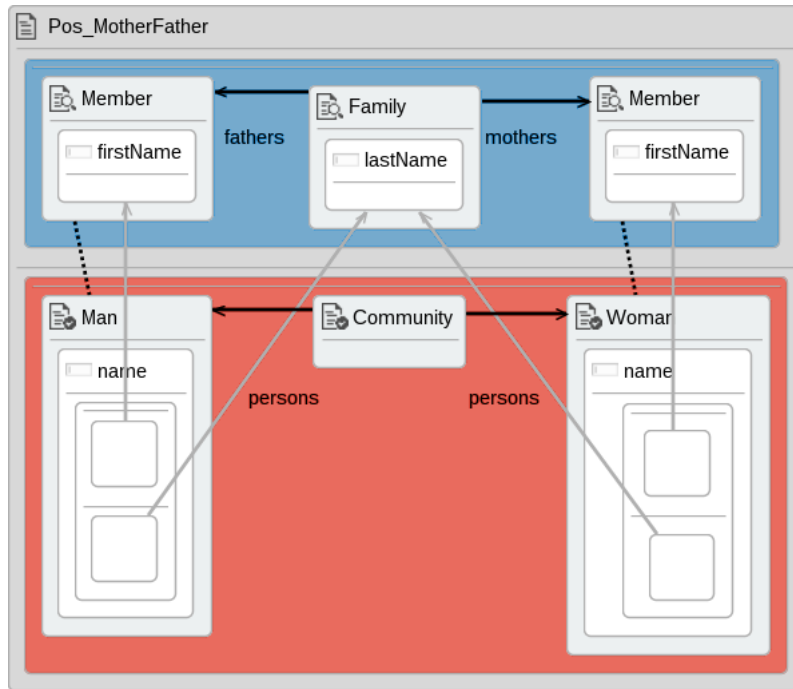 Pos_MotherFather
Member
Family
Member
fathers
mothers
firstName
lastName
firstName
Man
Community
Woman
name
persons
persons
name